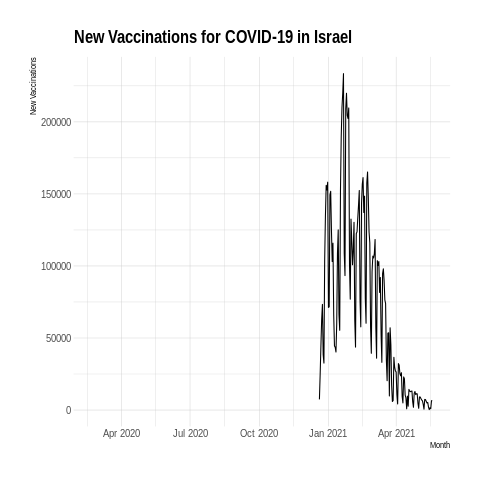 New Vaccinations for COVID-19 in Israel
New Vaccinations
200000
150000
100000
50000
0
Apr 2020 Jul 2020 Oct 2020 Jan 2021 Apr 2021
Month